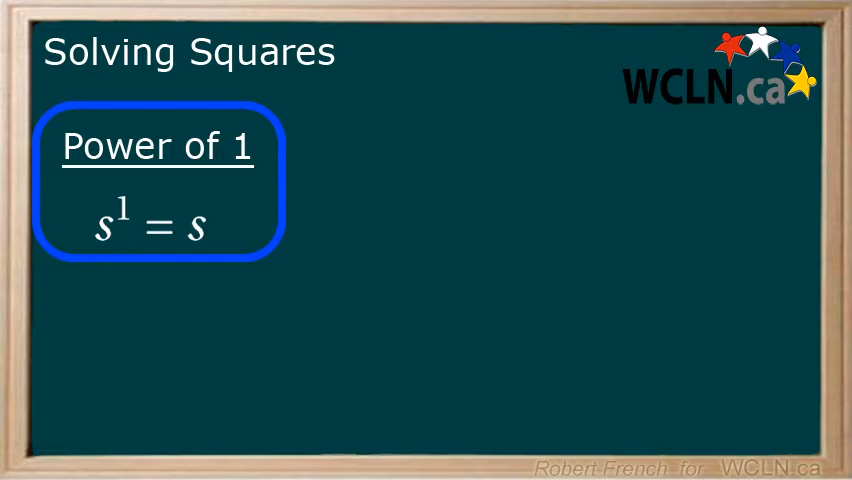 Solving Squares
WCLN.ca
Power of 1
s¹ = s
Robert French for WCLN.ca